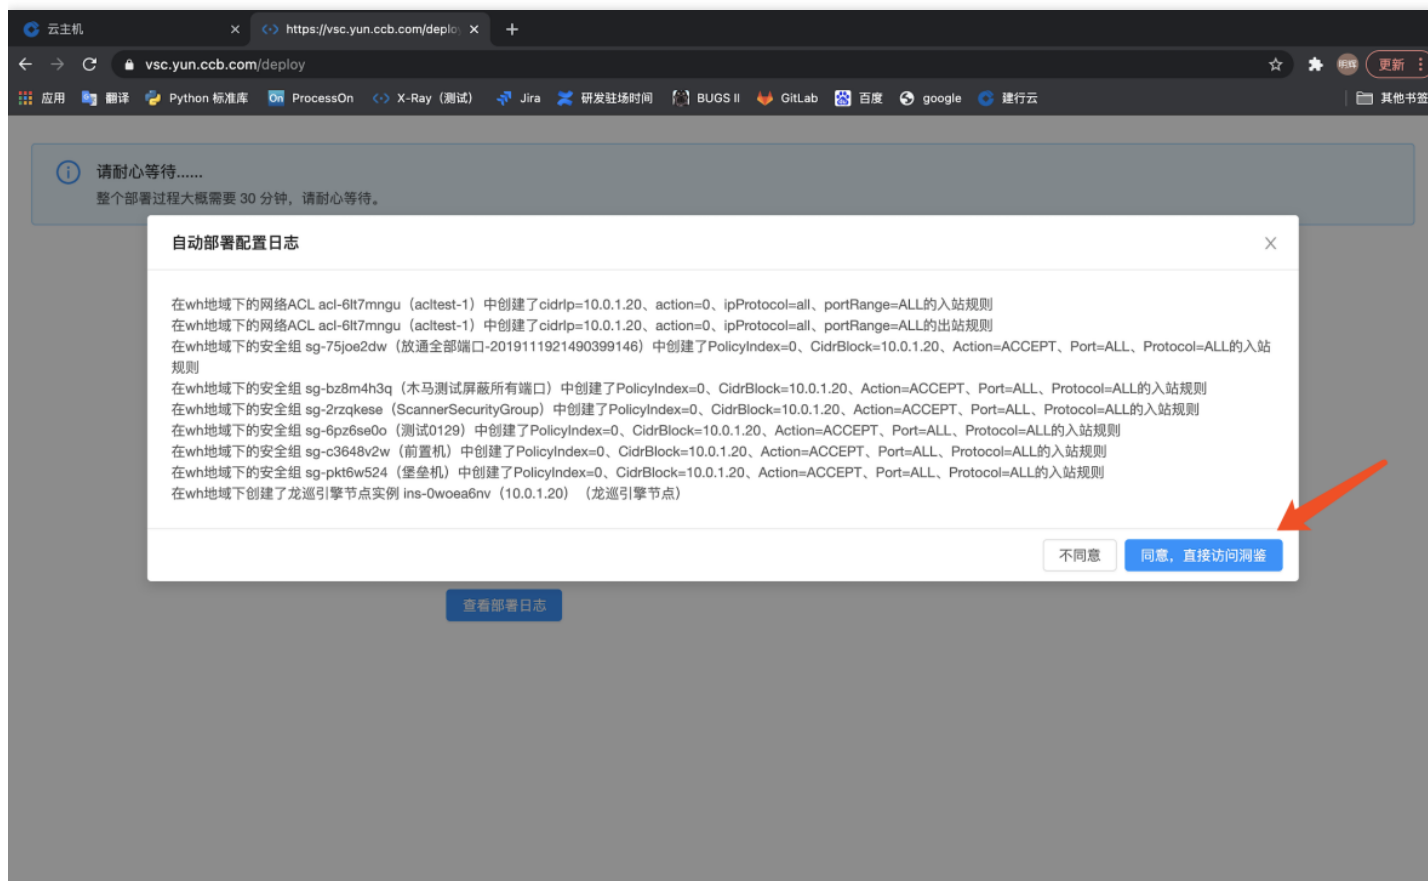 云主机
https://vsc.yun.ccb.com/deplo
vsc.yun.ccb.com/deploy
更新
应用 翻译 Python 标准库 On ProcessOn X-Ray（测试） Jira 研发驻场时间 BUGS II GitLab 百度 google 建行云 其他书签
请耐心等待......
整个部署过程大概需要 30 分钟，请耐心等待。
自动部署配置日志
在wh地域下的网络ACL acl-6lt7mngu（acltest-1）中创建了cidrIp=10.0.1.20、action=0、ipProtocol=all、portRange=ALL的入站规则
在wh地域下的网络ACL acl-6lt7mngu（acltest-1）中创建了cidrIp=10.0.1.20、action=0、ipProtocol=all、portRange=ALL的出站规则
在wh地域下的安全组 sg-75joe2dw（放通全部端口-2019111921490399146）中创建了PolicyIndex=0、CidrBlock=10.0.1.20、Action=ACCEPT、Port=ALL、Protocol=ALL的入站
规则
在wh地域下的安全组 sg-bz8m4h3q（木马测试屏蔽所有端口）中创建了PolicyIndex=0、CidrBlock=10.0.1.20、Action=ACCEPT、Port=ALL、Protocol=ALL的入站规则
在wh地域下的安全组 sg-2rzqkese（ScannerSecurityGroup）中创建了PolicyIndex=0、CidrBlock=10.0.1.20、Action=ACCEPT、Port=ALL、Protocol=ALL的入站规则
在wh地域下的安全组 sg-6pz6se0o（测试0129）中创建了PolicyIndex=0、CidrBlock=10.0.1.20、Action=ACCEPT、Port=ALL、Protocol=ALL的入站规则
在wh地域下的安全组 sg-c3648v2w（前置机）中创建了PolicyIndex=0、CidrBlock=10.0.1.20、Action=ACCEPT、Port=ALL、Protocol=ALL的入站规则
在wh地域下的安全组 sg-pkt6w524（堡垒机）中创建了PolicyIndex=0、CidrBlock=10.0.1.20、Action=ACCEPT、Port=ALL、Protocol=ALL的入站规则
在wh地域下创建了龙巡引擎节点实例 ins-0woea6nv（10.0.1.20）（龙巡引擎节点）
不同意 同意，直接访问洞鉴
查看部署日志